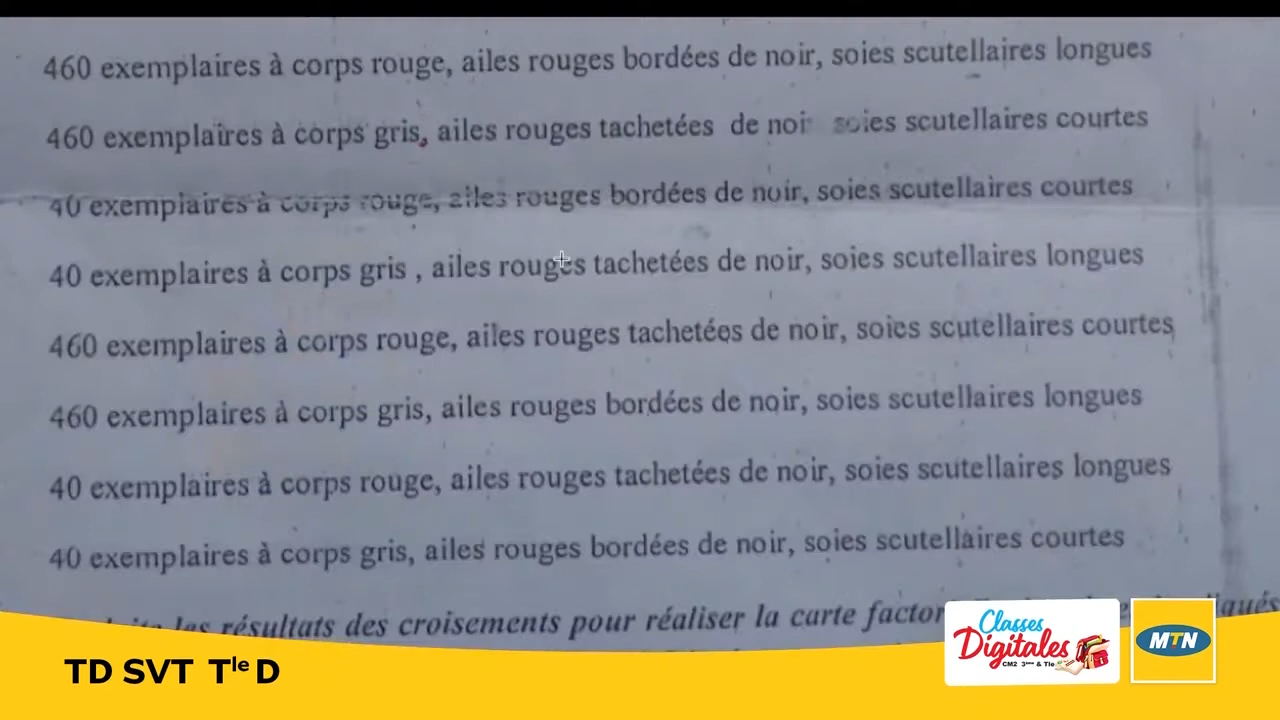 460 exemplaires à corps rouge, ailes rouges bordées de noir, soies scutellaires longues
460 exemplaires à corps gris, ailes rouges tachetées de noir soies scutellaires courtes
40 exemplaires à corps rouge, ailes rouges bordées de noir, soies scutellaires courtes
40 exemplaires à corps gris , ailes rouges tachetées de noir, soies scutellaires longues
460 exemplaires à corps rouge, ailes rouges tachetées de noir, soies scutellaires courtes
460 exemplaires à corps gris, ailes rouges bordées de noir, soies scutellaires longues
40 exemplaires à corps rouge, ailes rouges tachetées de noir, soies scutellaires longues
40 exemplaires à corps gris, ailes rouges bordées de noir, soies scutellaires courtes
les résultats des croisements pour réaliser la carte
TD SVT Tle D
Classes
Digitales
CM2 3ème & Tle
MTN